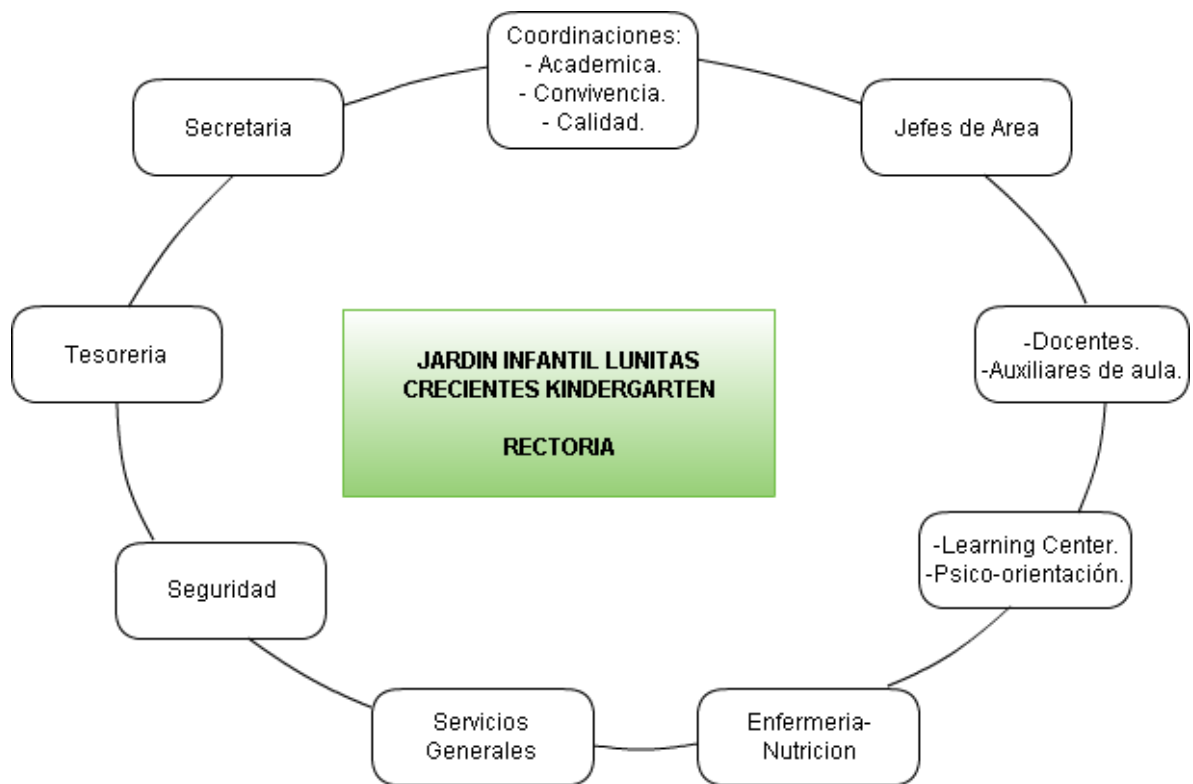 Coordinaciones:
- Academica.
- Convivencia.
- Calidad.
Secretaria
Jefes de Area
Tesoreria
JARDIN INFANTIL LUNITAS
CRECIENTES KINDERGARTEN
RECTORIA
-Docentes.
-Auxiliares de aula.
Seguridad
-Learning Center.
-Psico-orientación.
Servicios
Generales
Enfermeria-
Nutricion